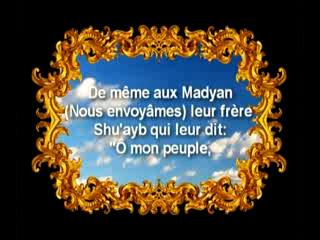 De même aux Madyan
(Nous envoyâmes) leur frère
Shu'ayb qui leur dit:
"Ô mon peuple,